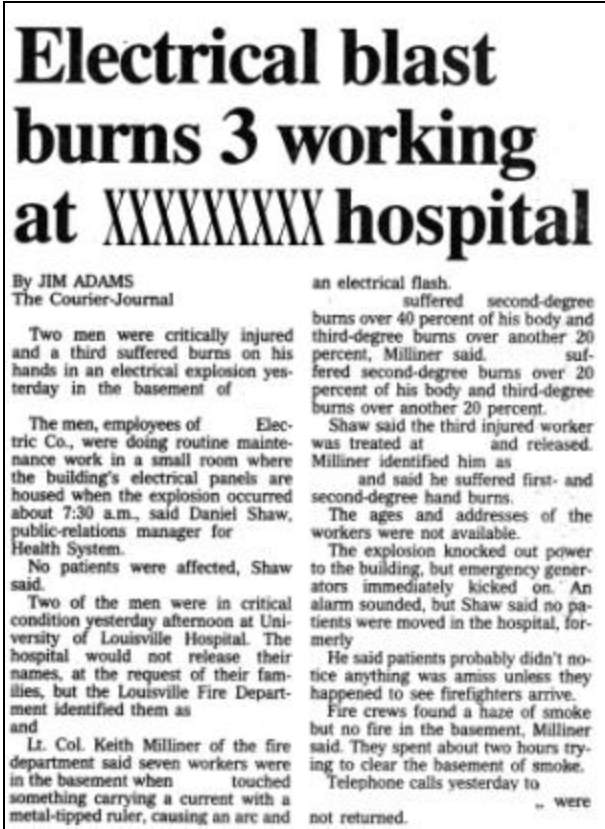 Electrical blast
burns 3 working
at XXXXXXXXX hospital
By JIM ADAMS
The Courier-Journal
Two men were critically injured
and a third suffered burns on his
hands in an electrical explosion yes-
terday in the basement of
The men, employees of Elec-
tric Co., were doing routine mainte-
nance work in a small room where
the building's electrical panels are
housed when the explosion occurred
about 7:30 a.m., said Daniel Shaw,
public-relations manager for
Health System.
No patients were affected, Shaw
said.
Two of the men were in critical
condition yesterday afternoon at Uni-
versity of Louisville Hospital. The
hospital would not release their
names, at the request of their fam-
ilies, but the Louisville Fire Depart-
ment identified them as
and
Lt. Col. Keith Milliner of the fire
department said seven workers were
in the basement when touched
something carrying a current with a
metal-tipped ruler, causing an arc and
an electrical flash.
suffered second-degree
burns over 40 percent of his body and
third-degree burns over another 20
percent, Milliner said. suf-
fered second-degree burns over 20
percent of his body and third-degree
burns over another 20 percent.
Shaw said the third injured worker
was treated at and released.
Milliner identified him as
and said he suffered first- and
second-degree hand burns.
The ages and addresses of the
workers were not available.
The explosion knocked out power
to the building, but emergency gener-
ators immediately kicked on. An
alarm sounded, but Shaw said no pa-
tients were moved in the hospital, for-
merly
He said patients probably didn't no-
tice anything was amiss unless they
happened to see firefighters arrive.
Fire crews found a haze of smoke
but no fire in the basement, Milliner
said. They spent about two hours try-
ing to clear the basement of smoke.
Telephone calls yesterday to
were
not returned.